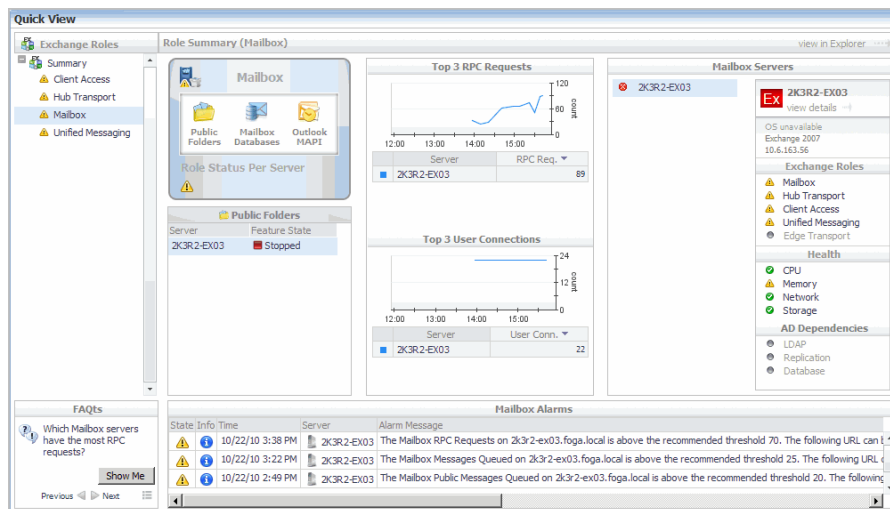 Quick View
Exchange Roles
Summary
Client Access
Hub Transport
Mailbox
Unified Messaging
Role Summary (Mailbox)
view in Explorer
Mailbox
Public Folders
Mailbox Databases
Outlook MAPI
Role Status Per Server
Public Folders
Server Feature State
2K3R2-EX03 Stopped
Top 3 RPC Requests
120
60
0
count
12:00 13:00 14:00 15:00
Server RPC Req.
2K3R2-EX03 89
Top 3 User Connections
24
12
0
count
12:00 13:00 14:00 15:00
Server User Conn.
2K3R2-EX03 22
Mailbox Servers
2K3R2-EX03
Ex
2K3R2-EX03
view details
OS unavailable
Exchange 2007
10.6.163.56
Exchange Roles
Mailbox
Hub Transport
Client Access
Unified Messaging
Edge Transport
Health
CPU
Memory
Network
Storage
AD Dependencies
LDAP
Replication
Database
FAQts
Which Mailbox servers
have the most RPC
requests?
Show Me
Previous Next
Mailbox Alarms
State Info Time Server Alarm Message
10/22/10 3:38 PM 2K3R2-EX03 The Mailbox RPC Requests on 2k3r2-ex03.foga.local is above the recommended threshold 70. The following URL can
10/22/10 3:22 PM 2K3R2-EX03 The Mailbox Messages Queued on 2k3r2-ex03.foga.local is above the recommended threshold 25. The following URL
10/22/10 2:49 PM 2K3R2-EX03 The Mailbox Public Messages Queued on 2k3r2-ex03.foga.local is above the recommended threshold 20. The following